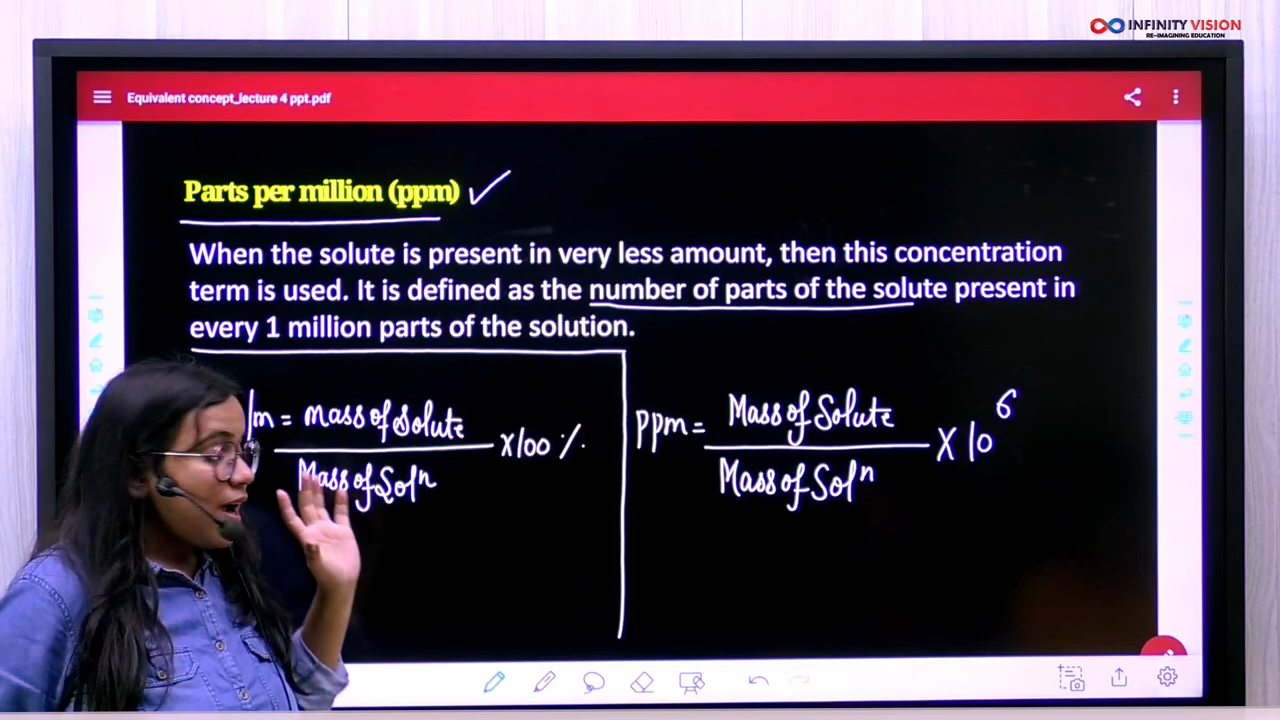 INFINITY VISION
RE-IMAGINING EDUCATION
Equivalent concept_lecture 4 ppt.pdf
Parts per million (ppm)
When the solute is present in very less amount, then this concentration
term is used. It is defined as the number of parts of the solute present in
every 1 million parts of the solution.
/m = mass of solute
Mass of Solⁿ
X100 %
PPm = Mass of Solute
Mass of Solⁿ
X 10⁶